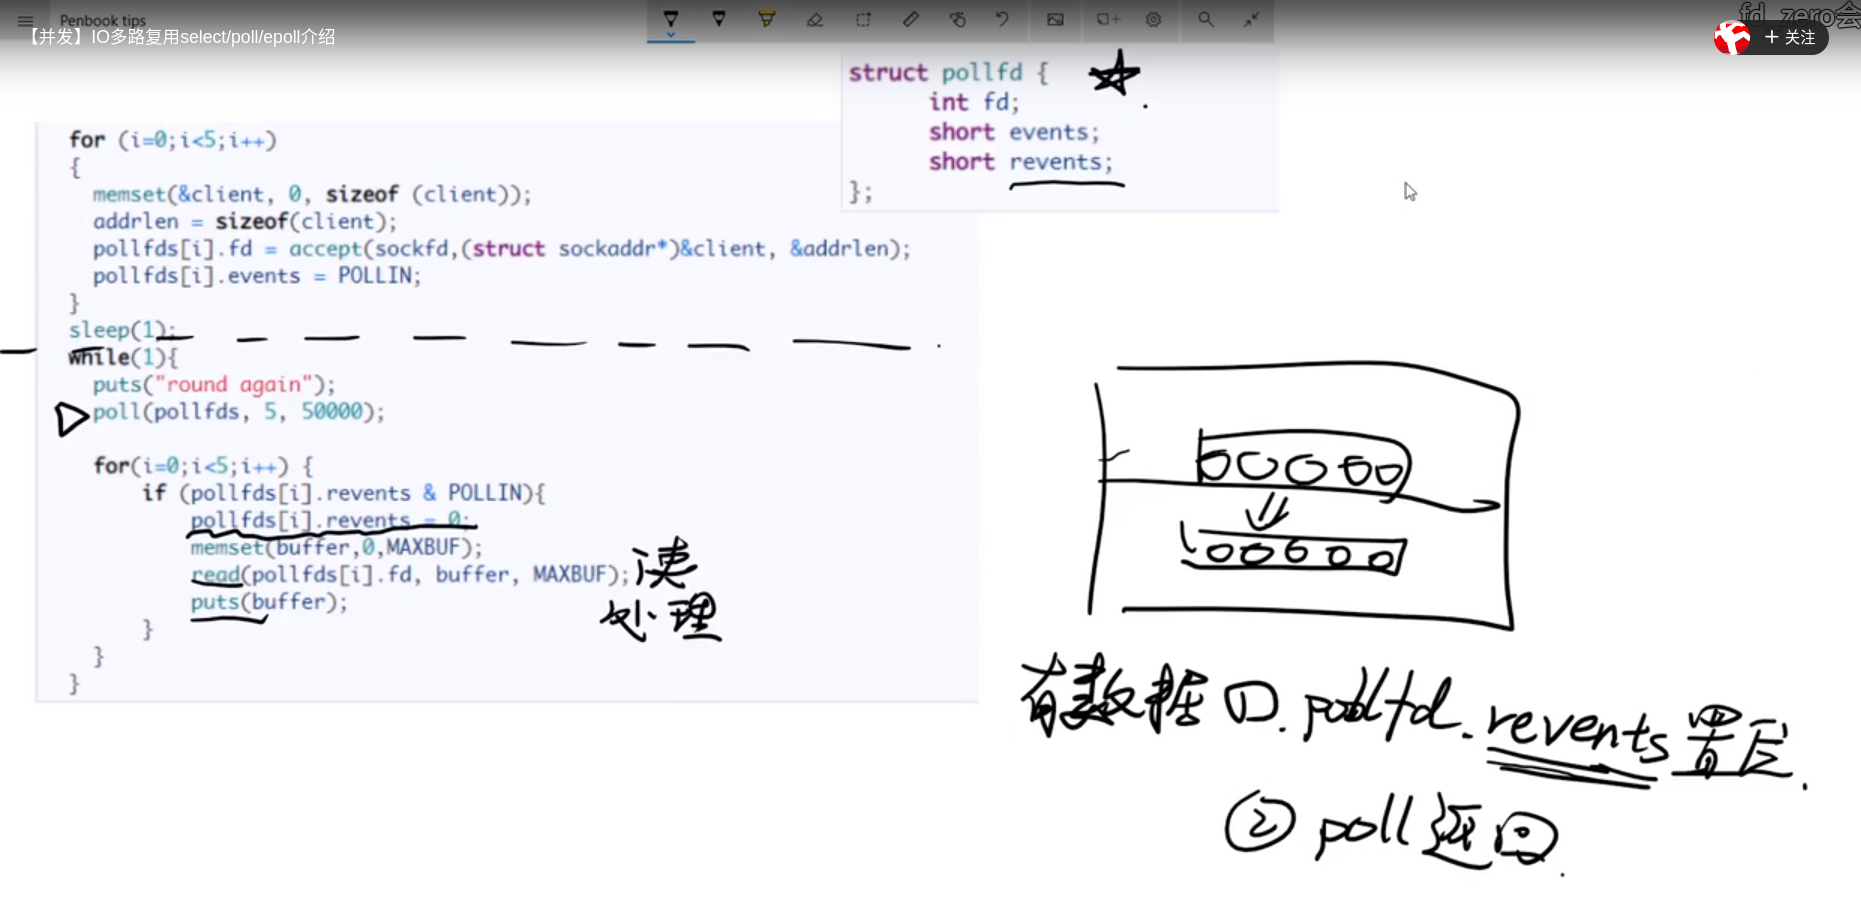 Penbook tips
fd_zero会
【并发】IO多路复用select/poll/epoll介绍
+ 关注
struct pollfd {
int fd;
short events;
short revents;
};
for (i=0;i<5;i++)
{
memset(&client, 0, sizeof (client));
addrlen = sizeof(client);
pollfds[i].fd = accept(sockfd,(struct sockaddr*)&client, &addrlen);
pollfds[i].events = POLLIN;
}
sleep(1);
while(1){
puts("round again");
poll(pollfds, 5, 50000);
for(i=0;i<5;i++) {
if (pollfds[i].revents & POLLIN){
pollfds[i].revents = 0;
memset(buffer,0,MAXBUF);
read(pollfds[i].fd, buffer, MAXBUF);
读
puts(buffer);
处理
}
}
}
有数据 ①. pollfd.revents 置位.
② poll 返回.